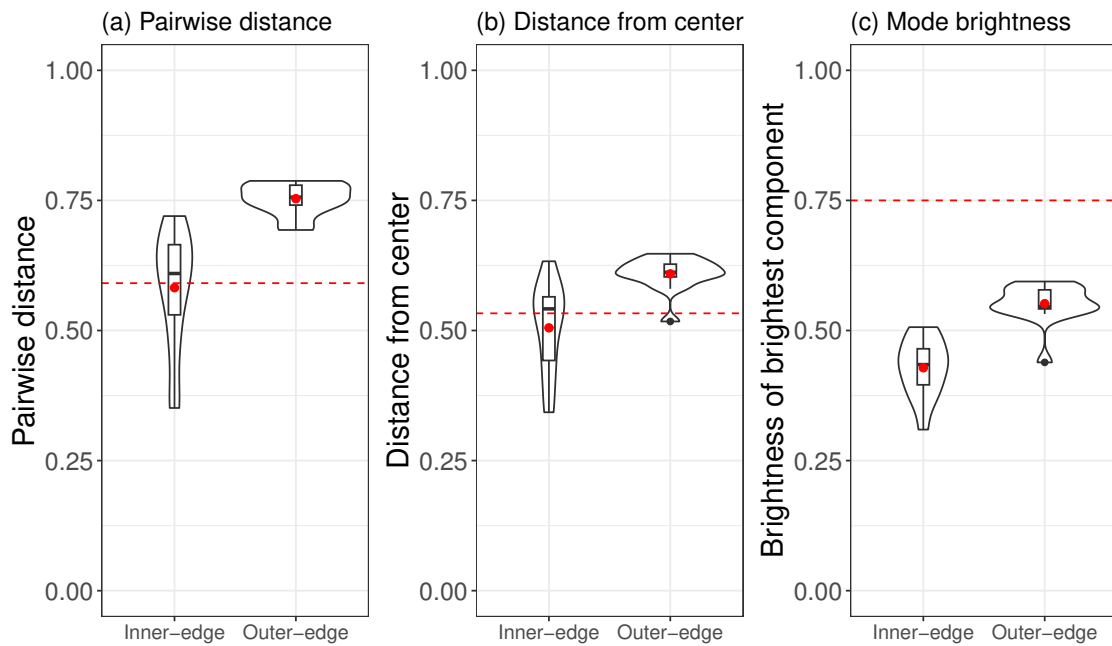 (a) Pairwise distance
Pairwise distance
1.00
0.75
0.50
0.25
0.00
Inner−edge
Outer−edge
(b) Distance from center
Distance from center
1.00
0.75
0.50
0.25
0.00
Inner−edge
Outer−edge
(c) Mode brightness
Brightness of brightest component
1.00
0.75
0.50
0.25
0.00
Inner−edge
Outer−edge